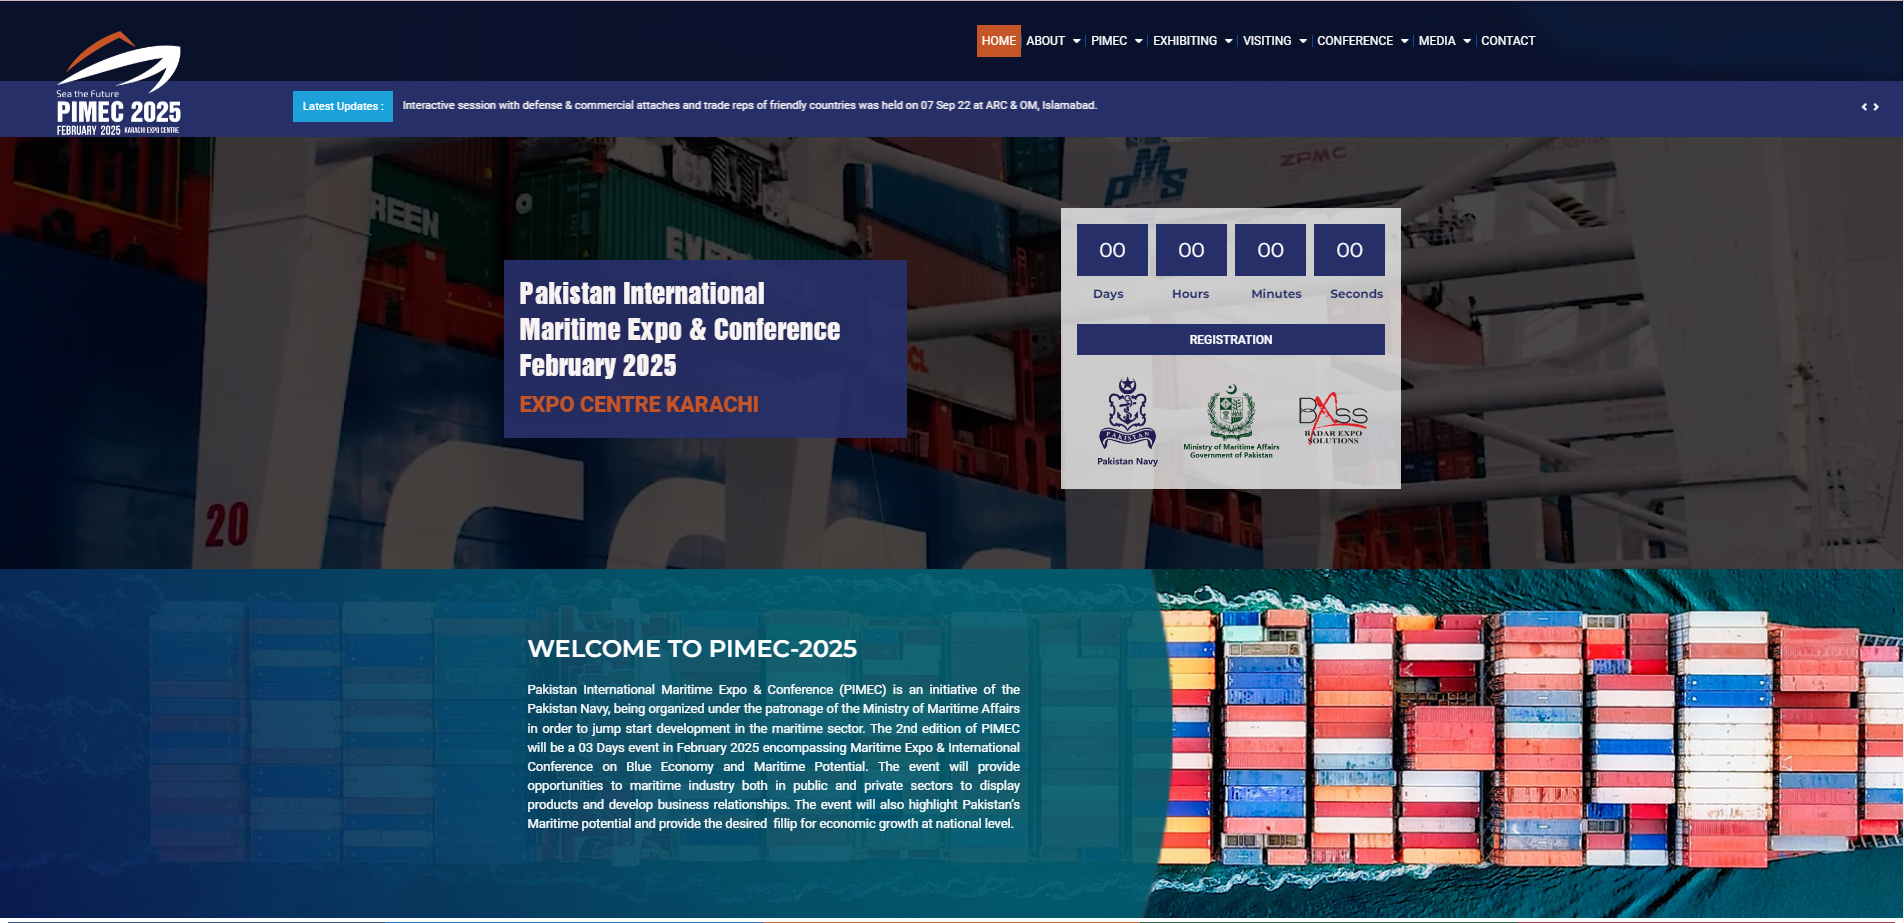 HOME ABOUT PIMEC EXHIBITING VISITING CONFERENCE MEDIA CONTACT
Sea the Future
PIMEC 2025
FEBRUARY 2025 KARACHI EXPO CENTRE
Latest Updates :
Interactive session with defense & commercial attaches and trade reps of friendly countries was held on 07 Sep 22 at ARC & OM, Islamabad.
PMS
ZPMC
REEN
EVE
20
Pakistan International
Maritime Expo & Conference
February 2025
EXPO CENTRE KARACHI
00 00 00 00
Days Hours Minutes Seconds
REGISTRATION
PAKISTAN
Pakistan Navy
Ministry of Maritime Affairs
Government of Pakistan
BXSS
BADAR EXPO
SOLUTIONS
WELCOME TO PIMEC-2025
Pakistan International Maritime Expo & Conference (PIMEC) is an initiative of the
Pakistan Navy, being organized under the patronage of the Ministry of Maritime Affairs
in order to jump start development in the maritime sector. The 2nd edition of PIMEC
will be a 03 Days event in February 2025 encompassing Maritime Expo & International
Conference on Blue Economy and Maritime Potential. The event will provide
opportunities to maritime industry both in public and private sectors to display
products and develop business relationships. The event will also highlight Pakistan's
Maritime potential and provide the desired fillip for economic growth at national level.